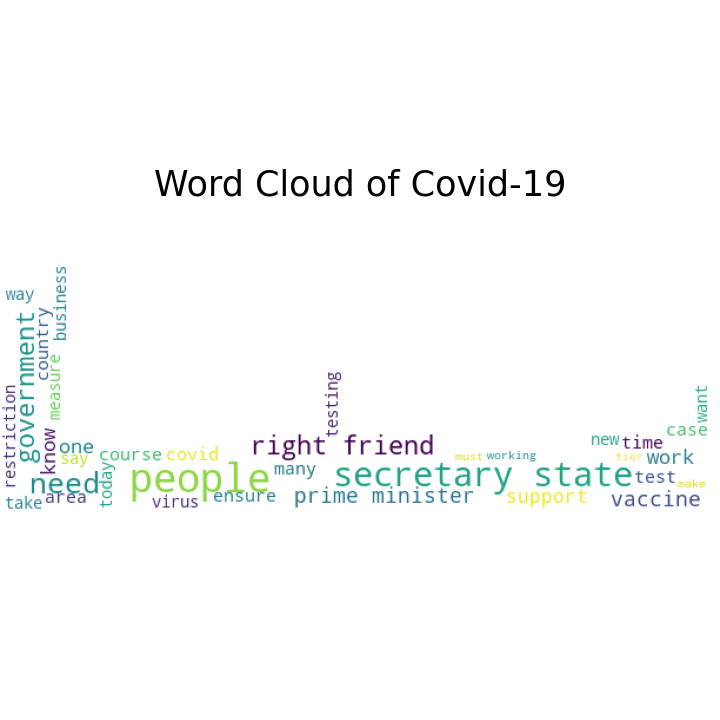 Word Cloud of Covid-19
way
business
government
country
measure
restriction
know
testing
want
one
say
course
covid
right friend
must
working
new
time
case
tier
work
need
people
many
secretary state
test
make
take
area
today
virus
ensure
prime minister
support
vaccine